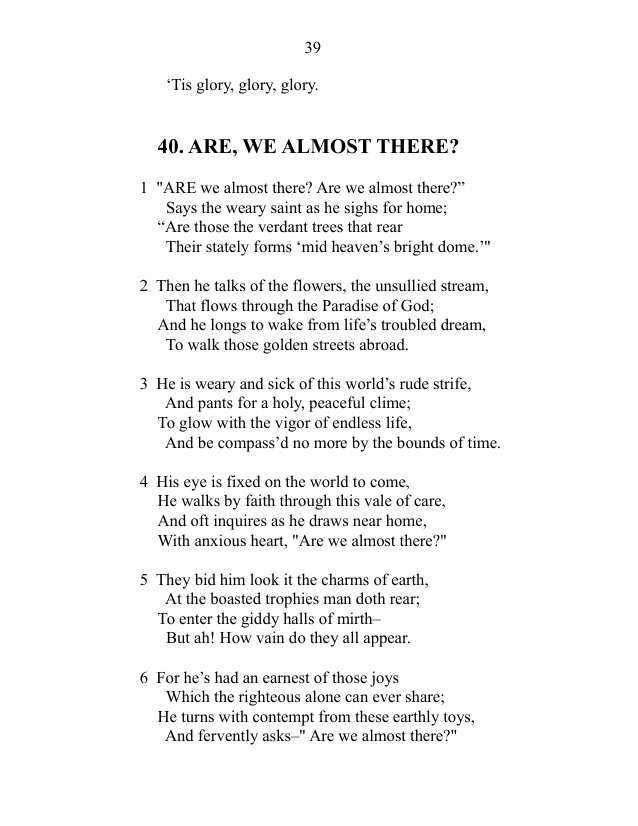 39
‘Tis glory, glory, glory.
40. ARE, WE ALMOST THERE?
1 "ARE we almost there? Are we almost there?”
Says the weary saint as he sighs for home;
“Are those the verdant trees that rear
Their stately forms ‘mid heaven’s bright dome.’"
2 Then he talks of the flowers, the unsullied stream,
That flows through the Paradise of God;
And he longs to wake from life’s troubled dream,
To walk those golden streets abroad.
3 He is weary and sick of this world’s rude strife,
And pants for a holy, peaceful clime;
To glow with the vigor of endless life,
And be compass’d no more by the bounds of time.
4 His eye is fixed on the world to come,
He walks by faith through this vale of care,
And oft inquires as he draws near home,
With anxious heart, "Are we almost there?"
5 They bid him look it the charms of earth,
At the boasted trophies man doth rear;
To enter the giddy halls of mirth–
But ah! How vain do they all appear.
6 For he’s had an earnest of those joys
Which the righteous alone can ever share;
He turns with contempt from these earthly toys,
And fervently asks–" Are we almost there?"